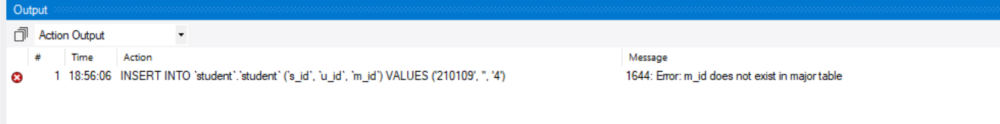 Output
Action Output
# Time Action Message
1 18:56:06 INSERT INTO `student`.`student` (`s_id`, `u_id`, `m_id`) VALUES ('210109', '', '4') 1644: Error: m_id does not exist in major table